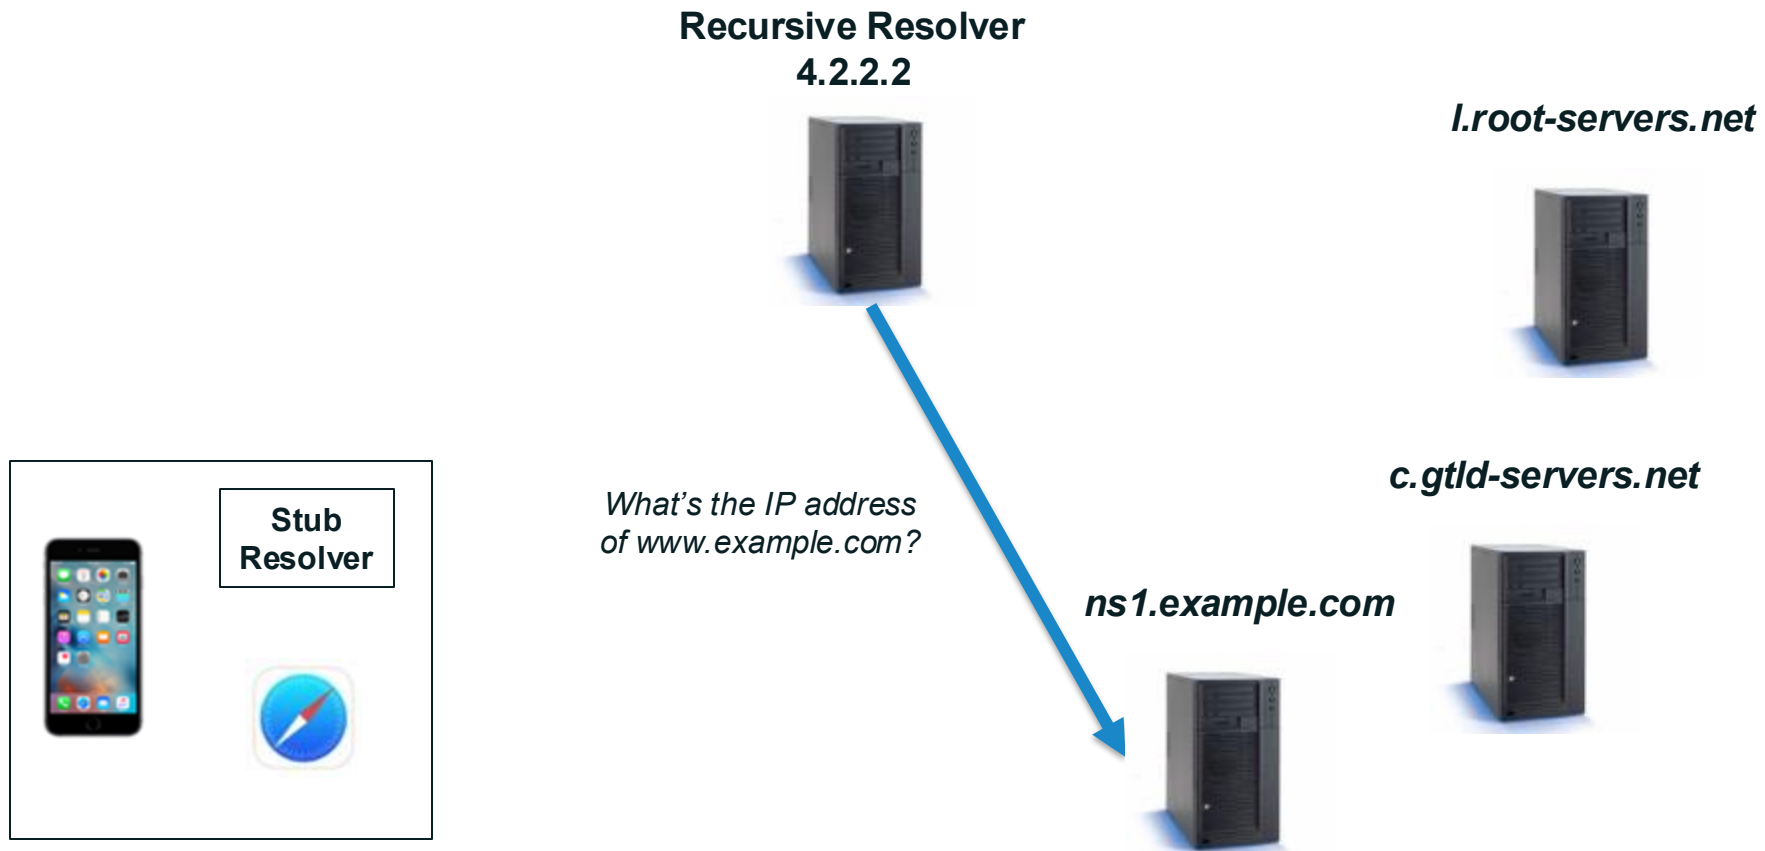 Recursive Resolver
4.2.2.2
l.root-servers.net
c.gtld-servers.net
Stub
Resolver
What’s the IP address
of www.example.com?
ns1.example.com